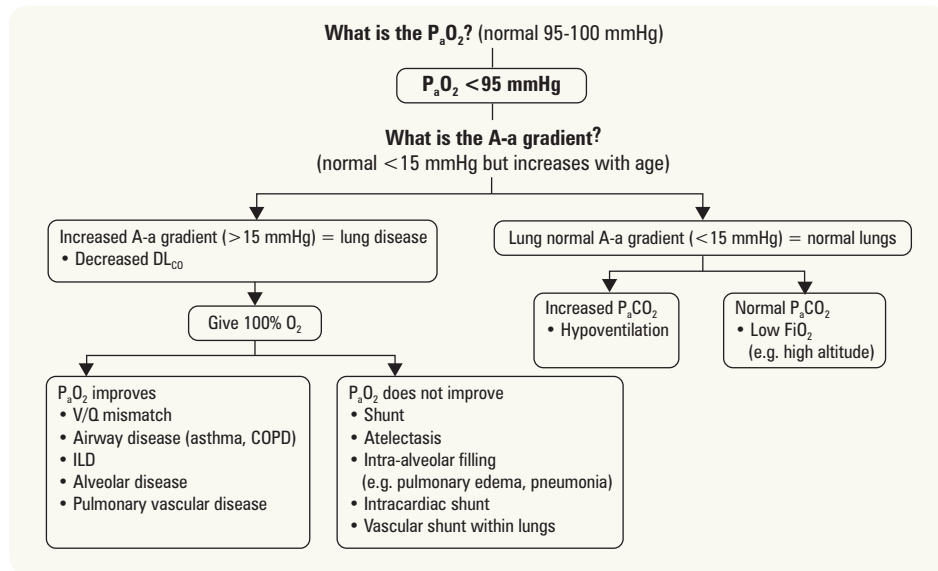 What is the PaO2? (normal 95-100 mmHg)
PaO2 <95 mmHg
What is the A-a gradient?
(normal <15 mmHg but increases with age)
Increased A-a gradient (>15 mmHg) = lung disease
• Decreased DLCO
Lung normal A-a gradient (<15 mmHg) = normal lungs
Give 100% O2
Increased PaCO2
• Hypoventilation
Normal PaCO2
• Low FiO2
(e.g. high altitude)
PaO2 improves
• V/Q mismatch
• Airway disease (asthma, COPD)
• ILD
• Alveolar disease
• Pulmonary vascular disease
PaO2 does not improve
• Shunt
• Atelectasis
• Intra-alveolar filling
(e.g. pulmonary edema, pneumonia)
• Intracardiac shunt
• Vascular shunt within lungs